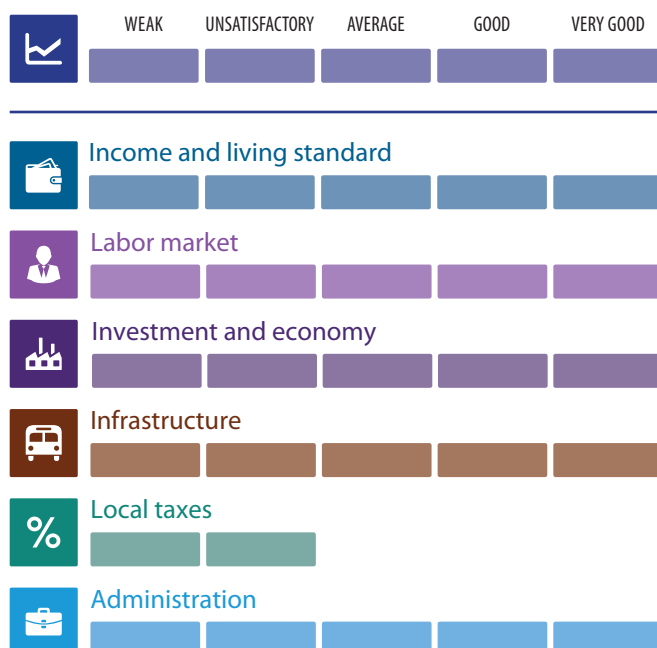 WEAK UNSATISFACTORY AVERAGE GOOD VERY GOOD
Income and living standard
Labor market
Investment and economy
Infrastructure
Local taxes
%
Administration